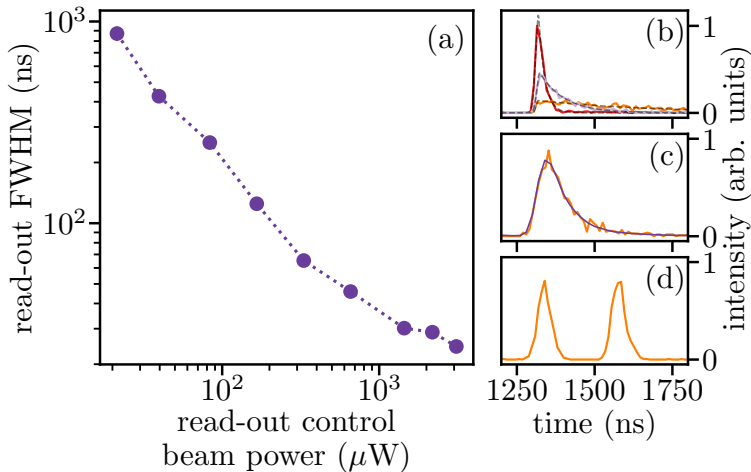 read-out FWHM (ns)
10³
10²
(a)
10²
10³
read-out control
beam power (μW)
(b)
1
0
(c)
1
0
(d)
1
0
intensity (arb. units)
1250
1500
1750
time (ns)